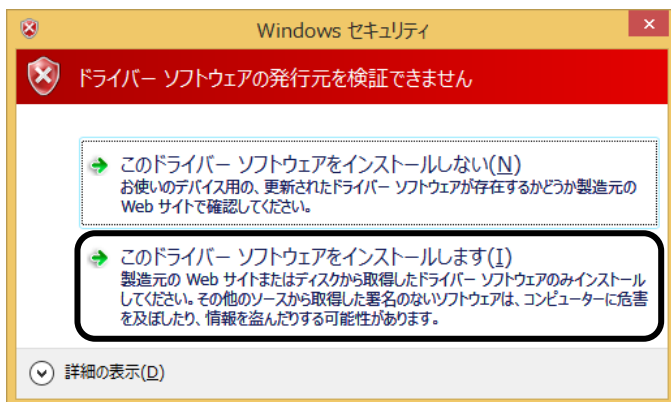 Windows セキュリティ
ドライバー ソフトウェアの発行元を検証できません
このドライバー ソフトウェアをインストールしない(N)
お使いのデバイス用の、更新されたドライバー ソフトウェアが存在するかどうか製造元の
Web サイトで確認してください。
このドライバー ソフトウェアをインストールします(I)
製造元の Web サイトまたはディスクから取得したドライバー ソフトウェアのみインストール
してください。その他のソースから取得した署名のないソフトウェアは、コンピューターに危害
を及ぼしたり、情報を盗んだりする可能性があります。
詳細の表示(D)